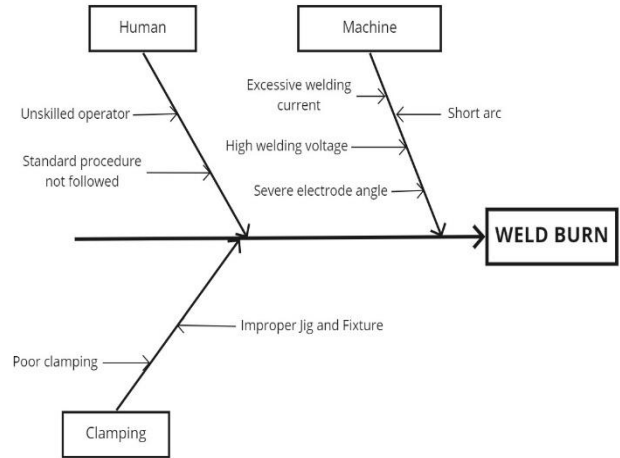 Human
Machine
Excessive welding
current
Unskilled operator
Short arc
High welding voltage
Standard procedure
not followed
Severe electrode angle
WELD BURN
Improper Jig and Fixture
Poor clamping
Clamping